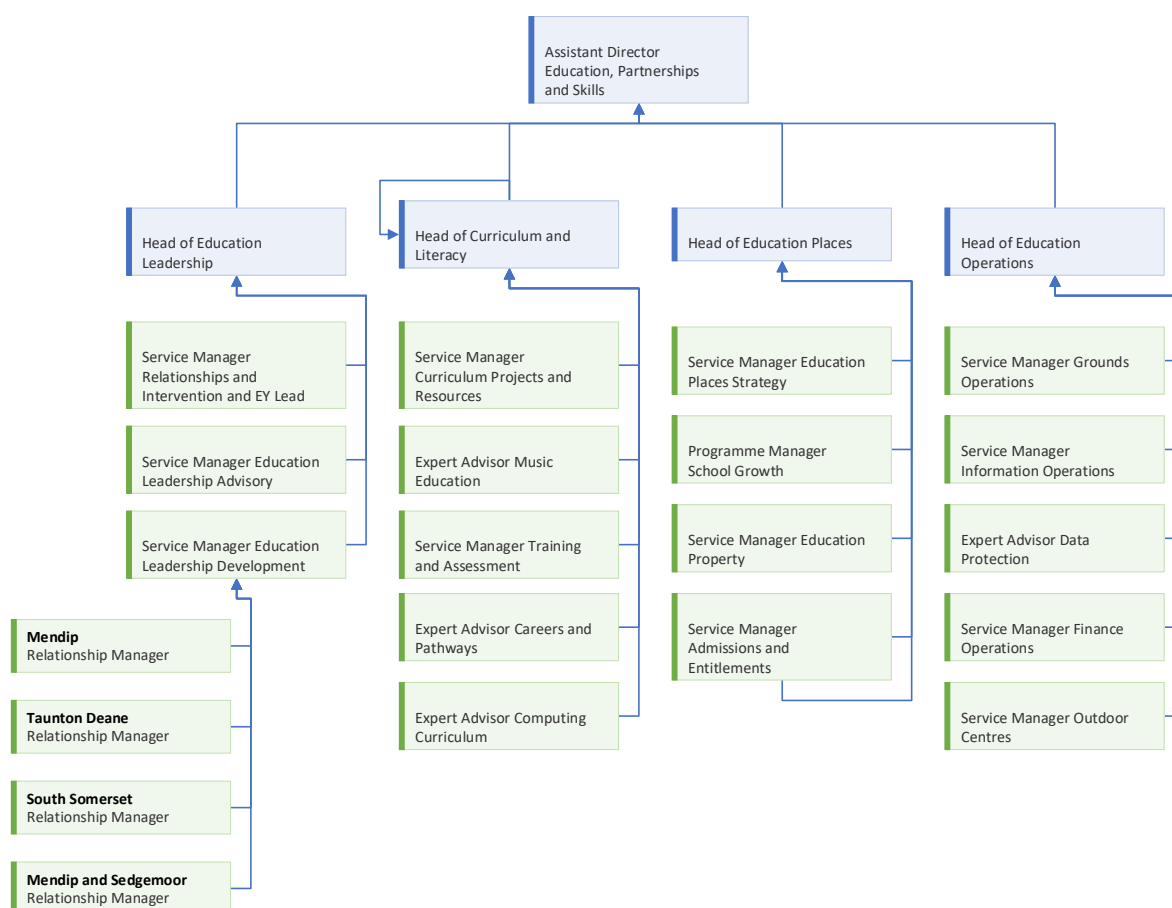 Assistant Director
Education, Partnerships
and Skills
Head of Education
Leadership
Head of Curriculum and
Literacy
Head of Education Places
Head of Education
Operations
Service Manager
Relationships and
Intervention and EY Lead
Service Manager Education
Leadership Advisory
Service Manager Education
Leadership Development
Mendip
Relationship Manager
Taunton Deane
Relationship Manager
South Somerset
Relationship Manager
Mendip and Sedgemoor
Relationship Manager
Service Manager
Curriculum Projects and
Resources
Expert Advisor Music
Education
Service Manager Training
and Assessment
Expert Advisor Careers and
Pathways
Expert Advisor Computing
Curriculum
Service Manager Education
Places Strategy
Programme Manager
School Growth
Service Manager Education
Property
Service Manager
Admissions and
Entitlements
Service Manager Grounds
Operations
Service Manager
Information Operations
Expert Advisor Data
Protection
Service Manager Finance
Operations
Service Manager Outdoor
Centres